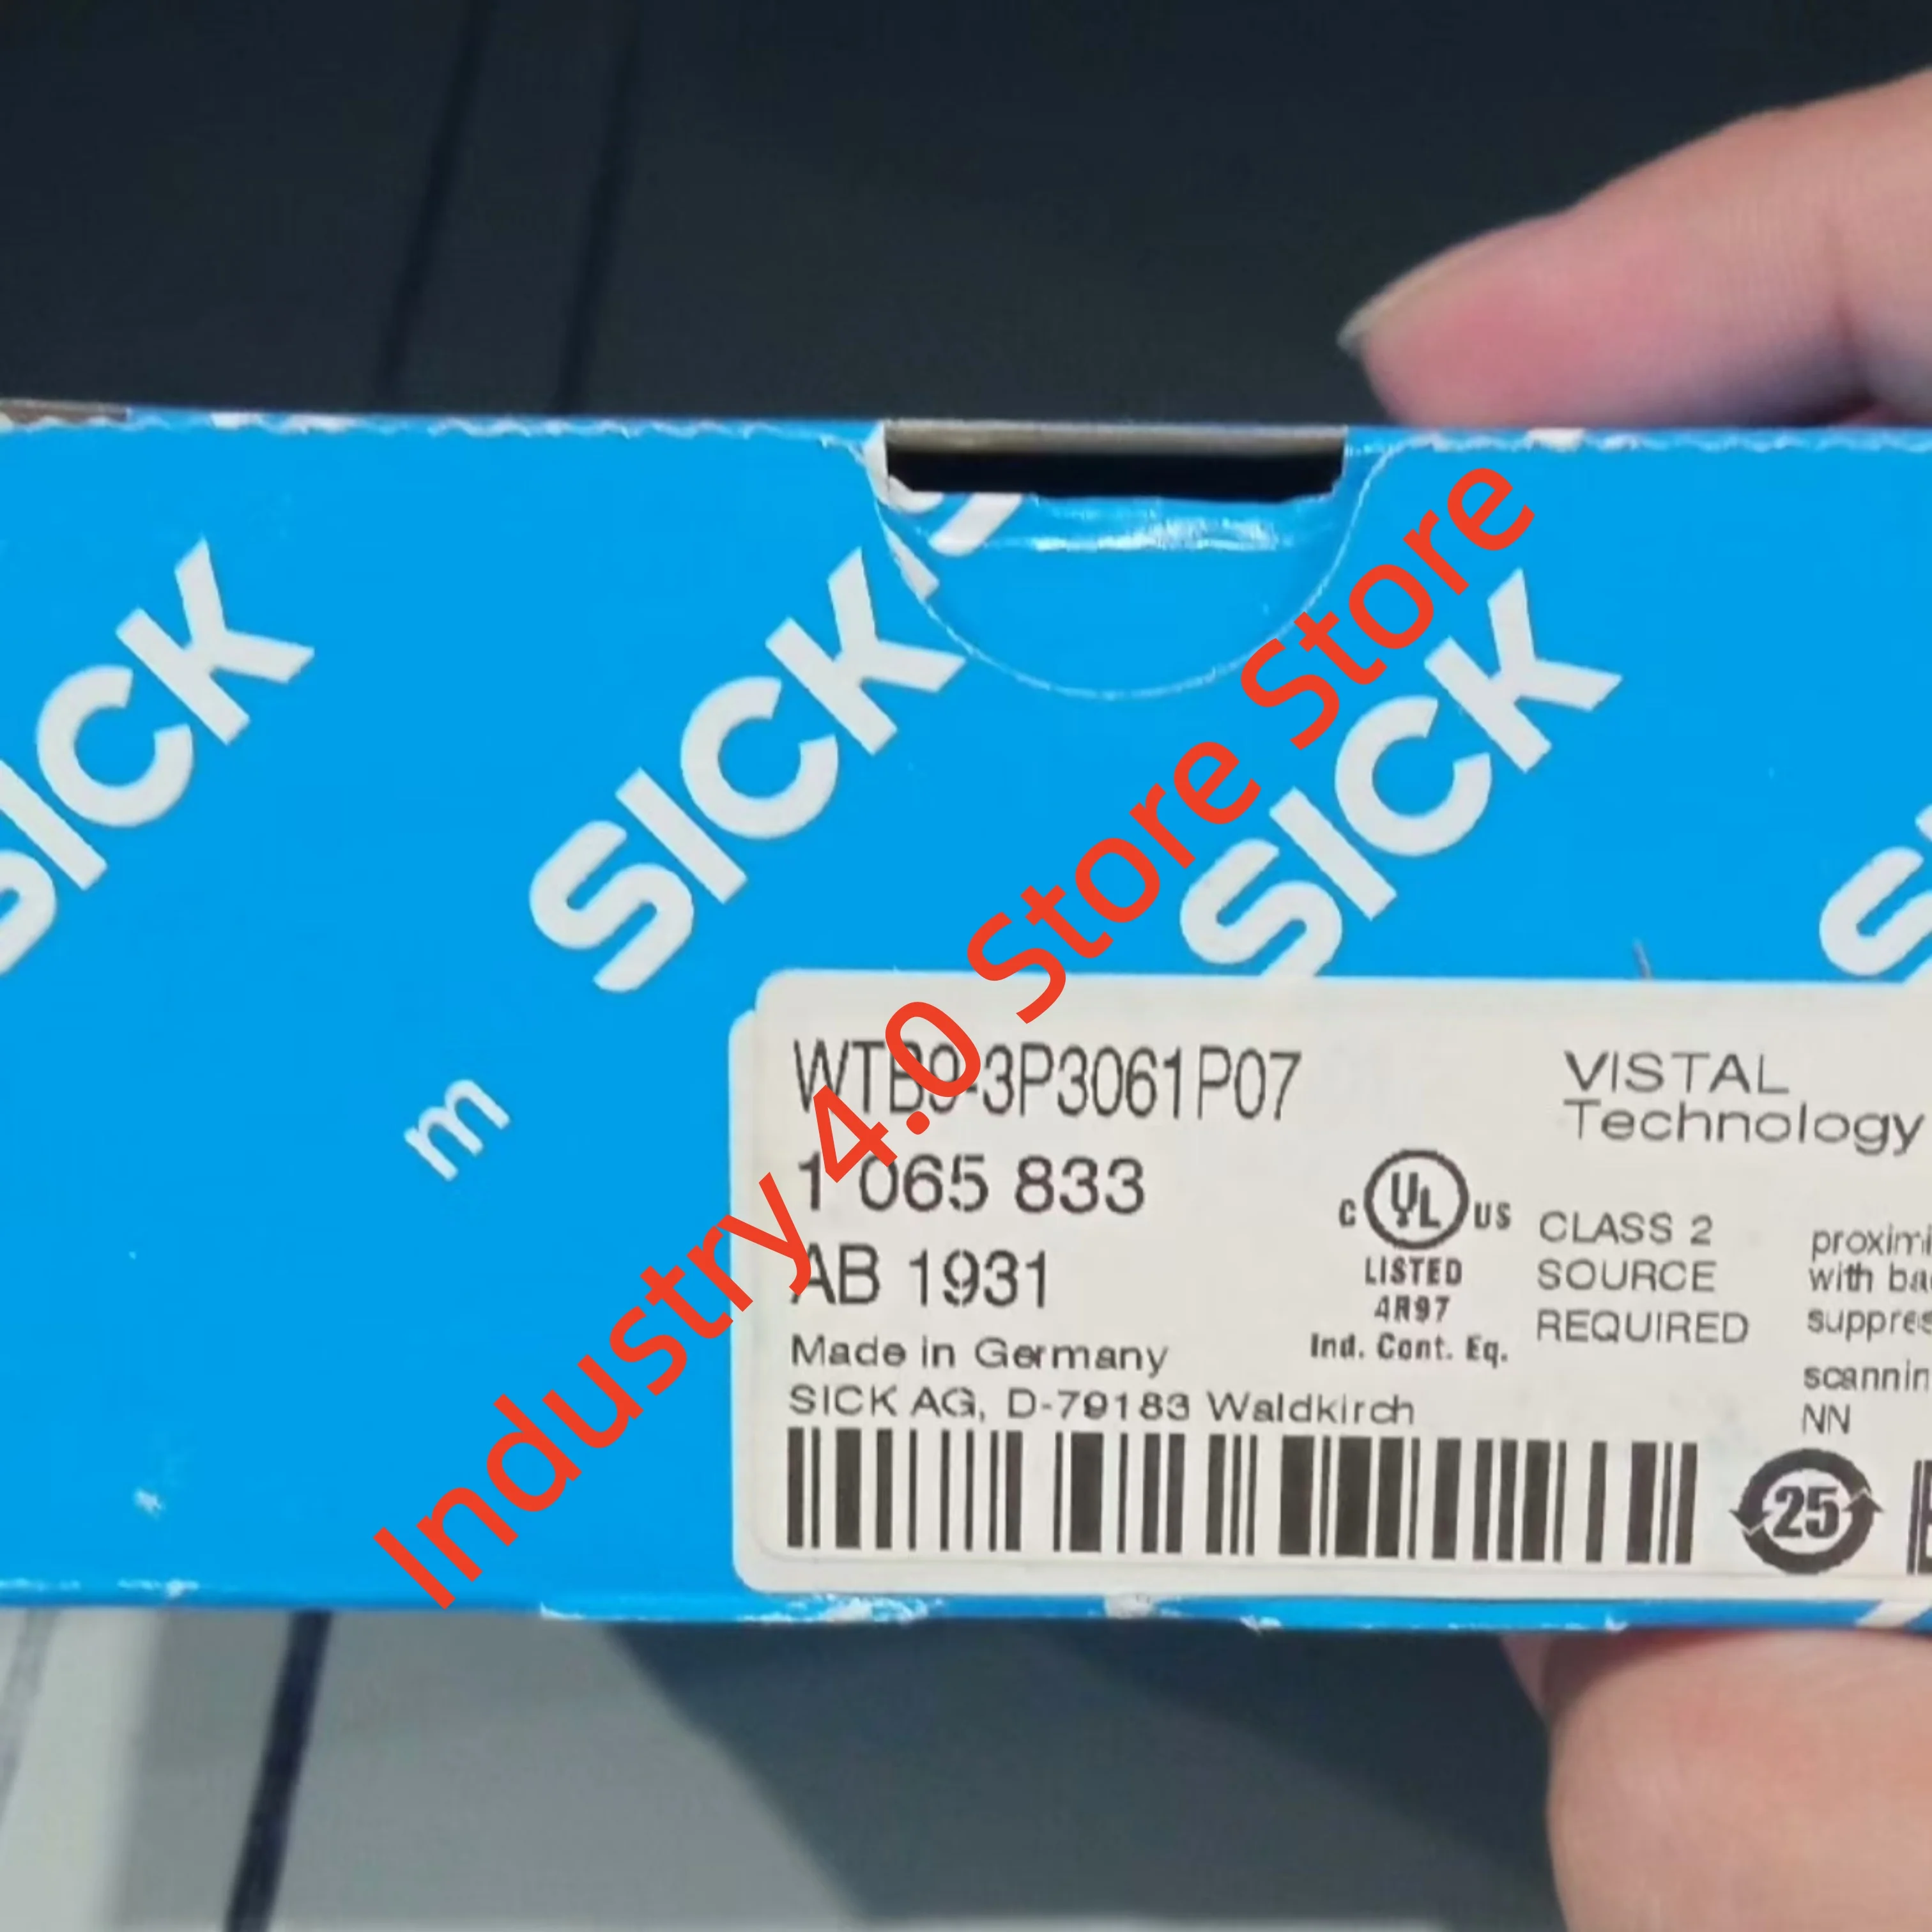 SICK
SICK
SICK
m
WTB9-3P3061P07
1 065 833
AB 1931
Made in Germany
SICK AG, D-79183 Waldkirch
VISTAL
Technology
C UL US
LISTED
4R97
Ind. Cont. Eq.
CLASS 2
SOURCE
REQUIRED
with
NN
25
Industry 4.0 Store Store